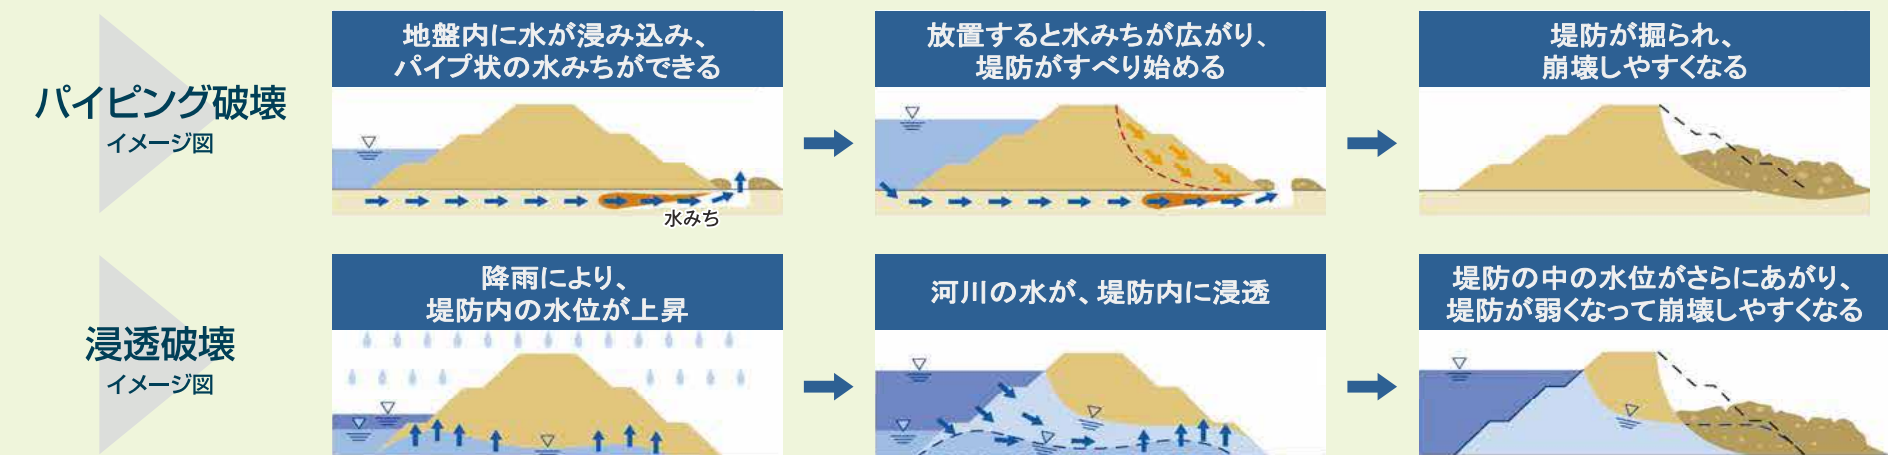 パイピング破壊
イメージ図
地盤内に水が浸み込み、
パイプ状の水みちができる
水みち
放置すると水みちが広がり、
堤防がすべり始める
堤防が掘られ、
崩壊しやすくなる
浸透破壊
イメージ図
降雨により、
堤防内の水位が上昇
河川の水が、堤防内に浸透
堤防の中の水位がさらにあがり、
堤防が弱くなって崩壊しやすくなる